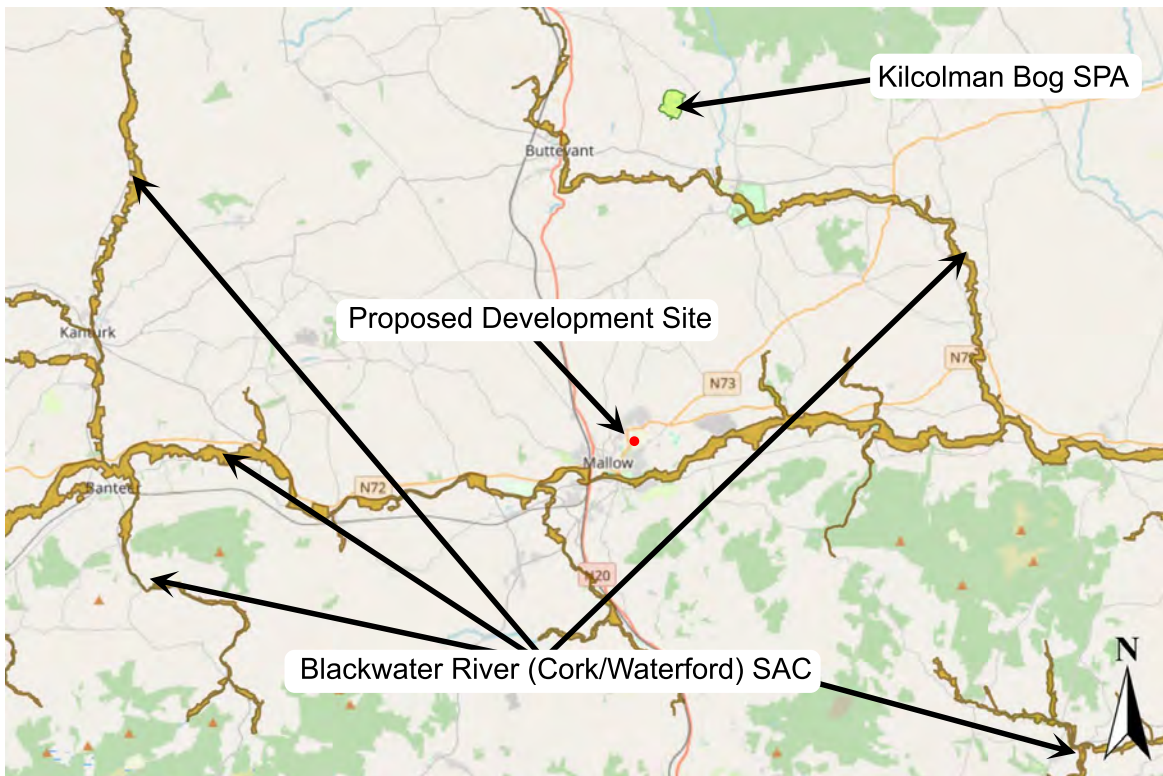 Kilcolman Bog SPA
Buttevant
Proposed Development Site
Kanturk
N73
Mallow
N72
Banteer
N20
Blackwater River (Cork/Waterford) SAC
N